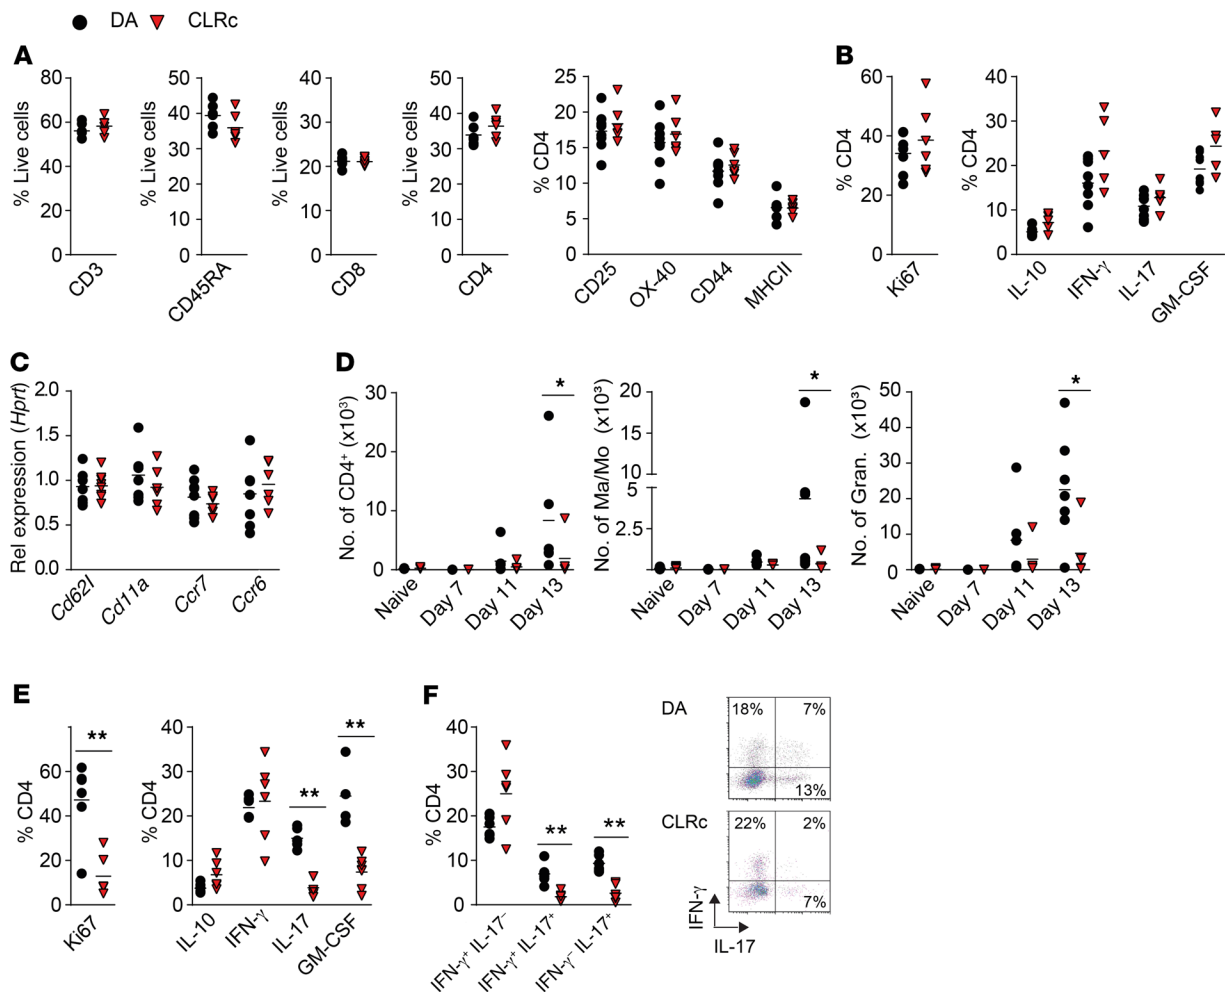 DA CLRc
A
% Live cells
80
60
40
20
0
CD3
% Live cells
50
40
30
20
10
0
CD45RA
% Live cells
40
30
20
10
0
CD8
% Live cells
50
40
30
20
10
0
CD4
% CD4
25
20
15
10
5
0
CD25
OX-40
CD44
MHCII
B
% CD4
60
40
20
0
Ki67
% CD4
40
30
20
10
0
IL-10
IFN-γ
IL-17
GM-CSF
C
Rel expression (Hprt)
2.0
1.5
1.0
0.5
0.0
Cd62l
Cd11a
Ccr7
Ccr6
D
No. of CD4⁺ (x10³)
30
20
10
0
*
Naive
Day 7
Day 11
Day 13
No. of Ma/Mo (x10³)
20
15
10
5
2.5
0
*
Naive
Day 7
Day 11
Day 13
No. of Gran. (x10³)
50
40
30
20
10
0
*
Naive
Day 7
Day 11
Day 13
E
% CD4
60
40
20
0
**
Ki67
% CD4
40
30
20
10
0
**
**
IL-10
IFN-γ
IL-17
GM-CSF
F
% CD4
40
30
20
10
0
**
**
IFN-γ⁺ IL-17⁻
IFN-γ⁺ IL-17⁺
IFN-γ⁻ IL-17⁺
DA
18% 7%
13%
CLRc
22% 2%
7%
IFN-γ
IL-17